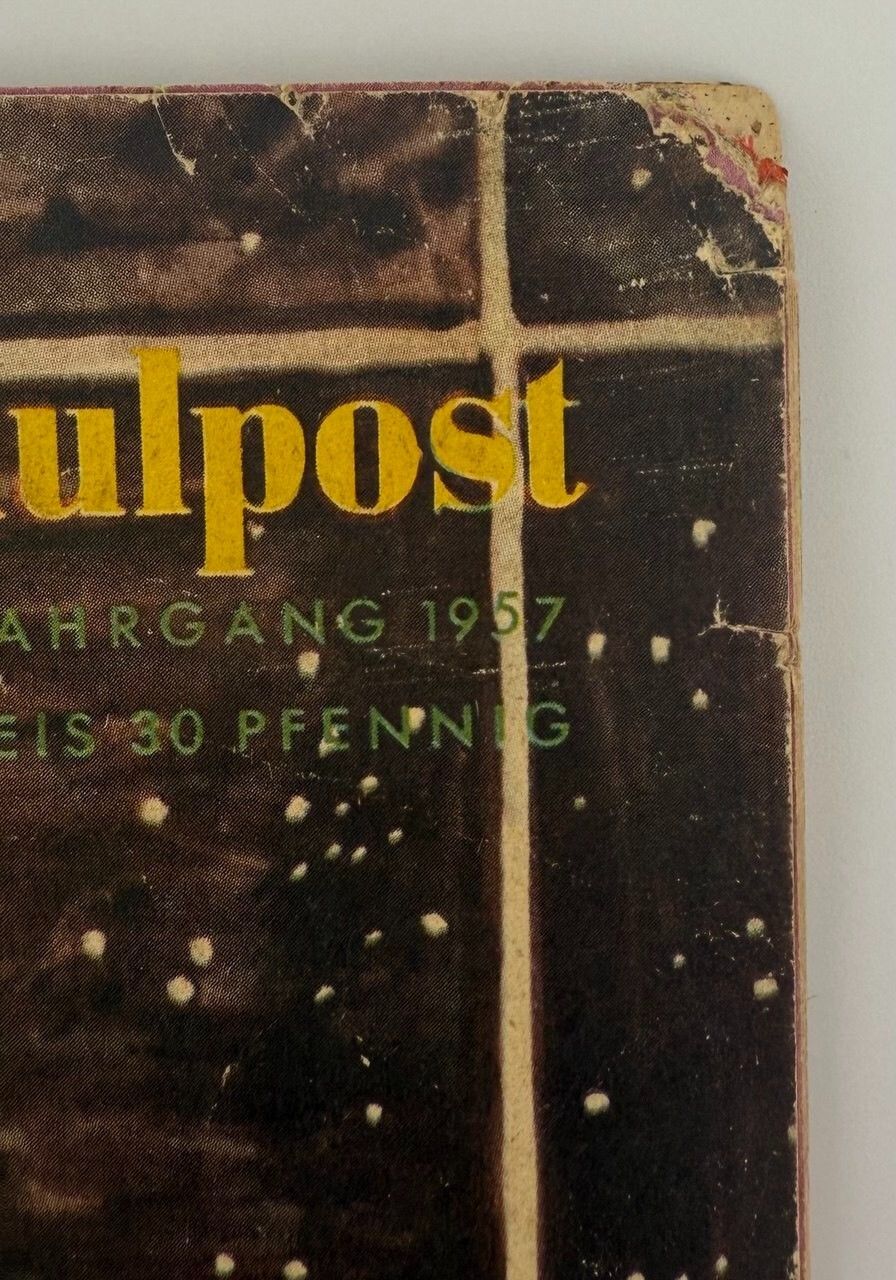 ulpost
AHRGANG 1957
EIS 30 PFENNIG